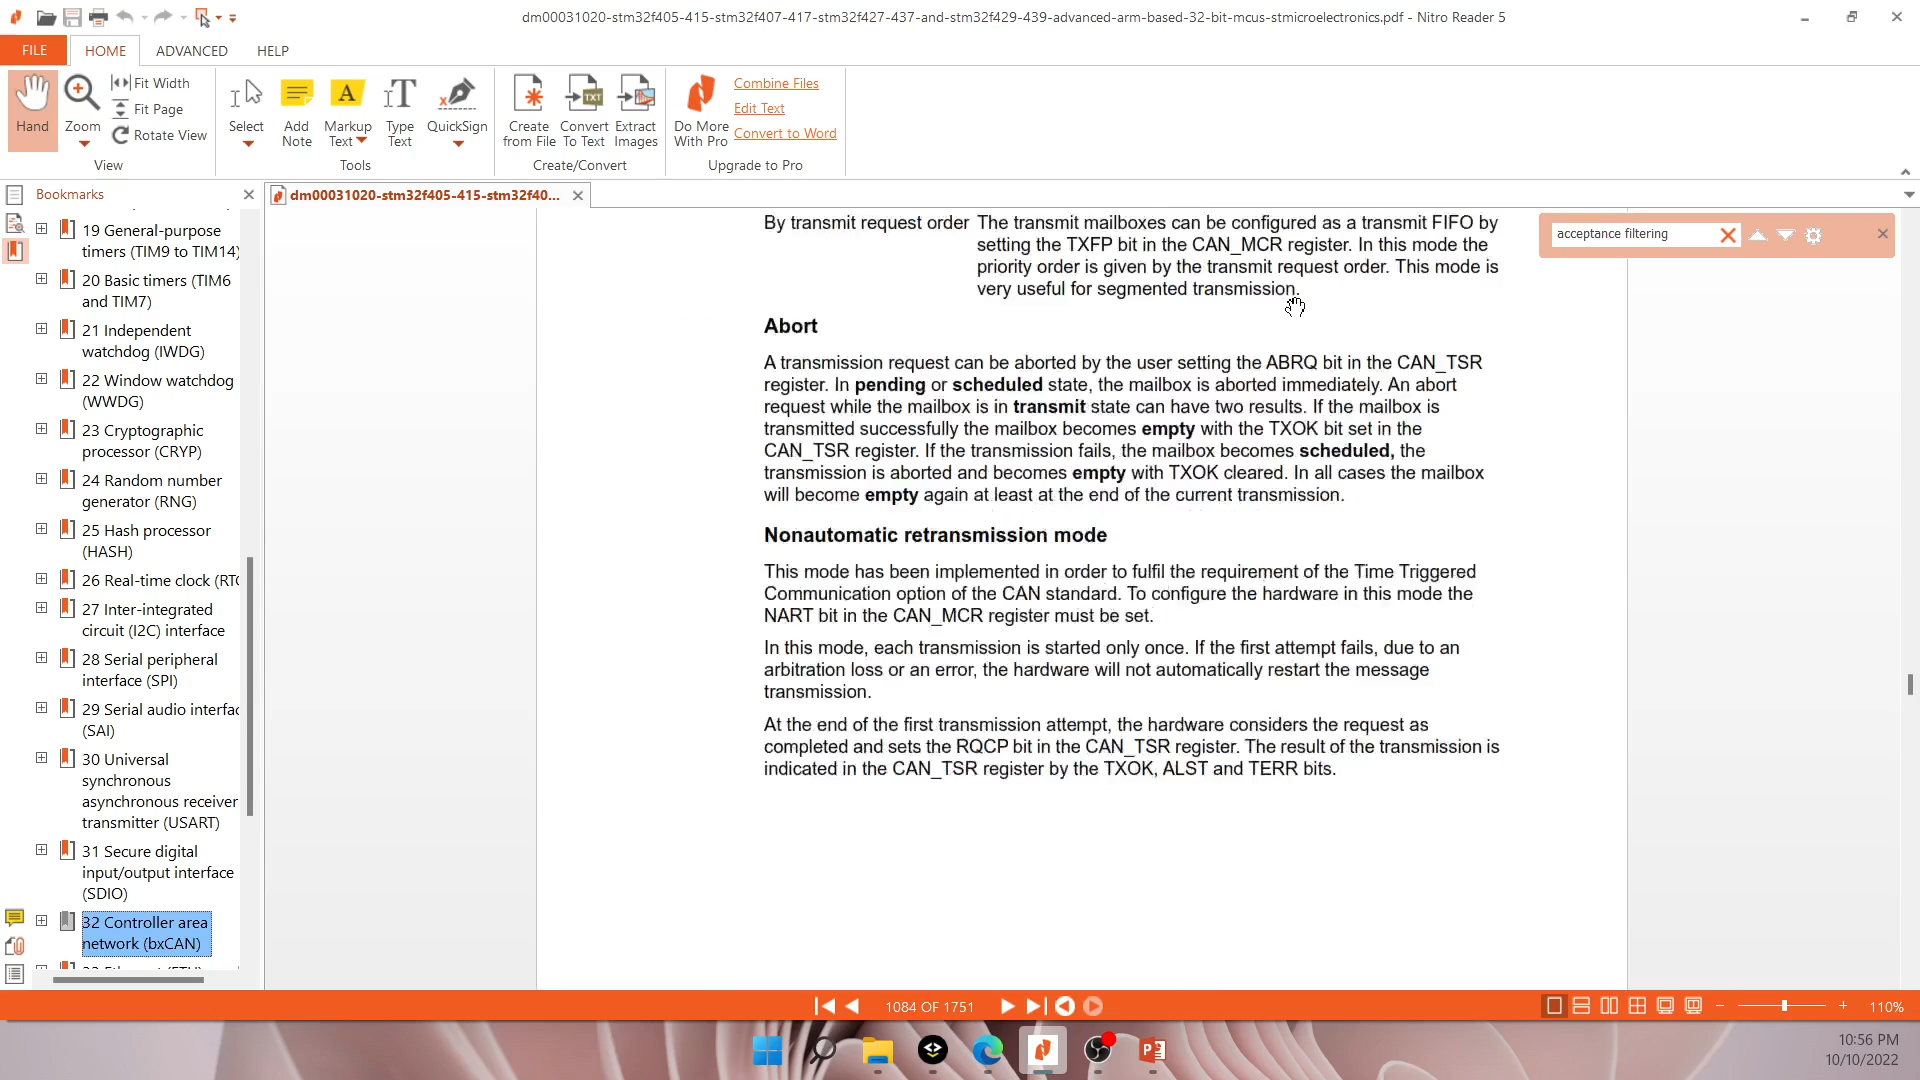 dm00031020-stm32f405-415-stm32f407-417-stm32f427-437-and-stm32f429-439-advanced-arm-based-32-bit-mcus-stmicroelectronics.pdf - Nitro Reader 5
FILE
HOME
ADVANCED
HELP
Hand
Zoom
Fit Width
Fit Page
Rotate View
View
Select
Add
Note
Markup
Text
Type
Text
QuickSign
Tools
Create
from File
Convert
To Text
Extract
Images
Create/Convert
Do More
With Pro
Combine Files
Edit Text
Convert to Word
Upgrade to Pro
Bookmarks
dm00031020-stm32f405-415-stm32f40...
19 General-purpose
timers (TIM9 to TIM14)
20 Basic timers (TIM6
and TIM7)
21 Independent
watchdog (IWDG)
22 Window watchdog
(WWDG)
23 Cryptographic
processor (CRYP)
24 Random number
generator (RNG)
25 Hash processor
(HASH)
26 Real-time clock (RTC
27 Inter-integrated
circuit (I2C) interface
28 Serial peripheral
interface (SPI)
29 Serial audio interfac
(SAI)
30 Universal
synchronous
asynchronous receiver
transmitter (USART)
31 Secure digital
input/output interface
(SDIO)
32 Controller area
network (bxCAN)
acceptance filtering
By transmit request order The transmit mailboxes can be configured as a transmit FIFO by
setting the TXFP bit in the CAN_MCR register. In this mode the
priority order is given by the transmit request order. This mode is
very useful for segmented transmission.
Abort
A transmission request can be aborted by the user setting the ABRQ bit in the CAN_TSR
register. In pending or scheduled state, the mailbox is aborted immediately. An abort
request while the mailbox is in transmit state can have two results. If the mailbox is
transmitted successfully the mailbox becomes empty with the TXOK bit set in the
CAN_TSR register. If the transmission fails, the mailbox becomes scheduled, the
transmission is aborted and becomes empty with TXOK cleared. In all cases the mailbox
will become empty again at least at the end of the current transmission.
Nonautomatic retransmission mode
This mode has been implemented in order to fulfil the requirement of the Time Triggered
Communication option of the CAN standard. To configure the hardware in this mode the
NART bit in the CAN_MCR register must be set.
In this mode, each transmission is started only once. If the first attempt fails, due to an
arbitration loss or an error, the hardware will not automatically restart the message
transmission.
At the end of the first transmission attempt, the hardware considers the request as
completed and sets the RQCP bit in the CAN_TSR register. The result of the transmission is
indicated in the CAN_TSR register by the TXOK, ALST and TERR bits.
1084 OF 1751
110%
10:56 PM
10/10/2022